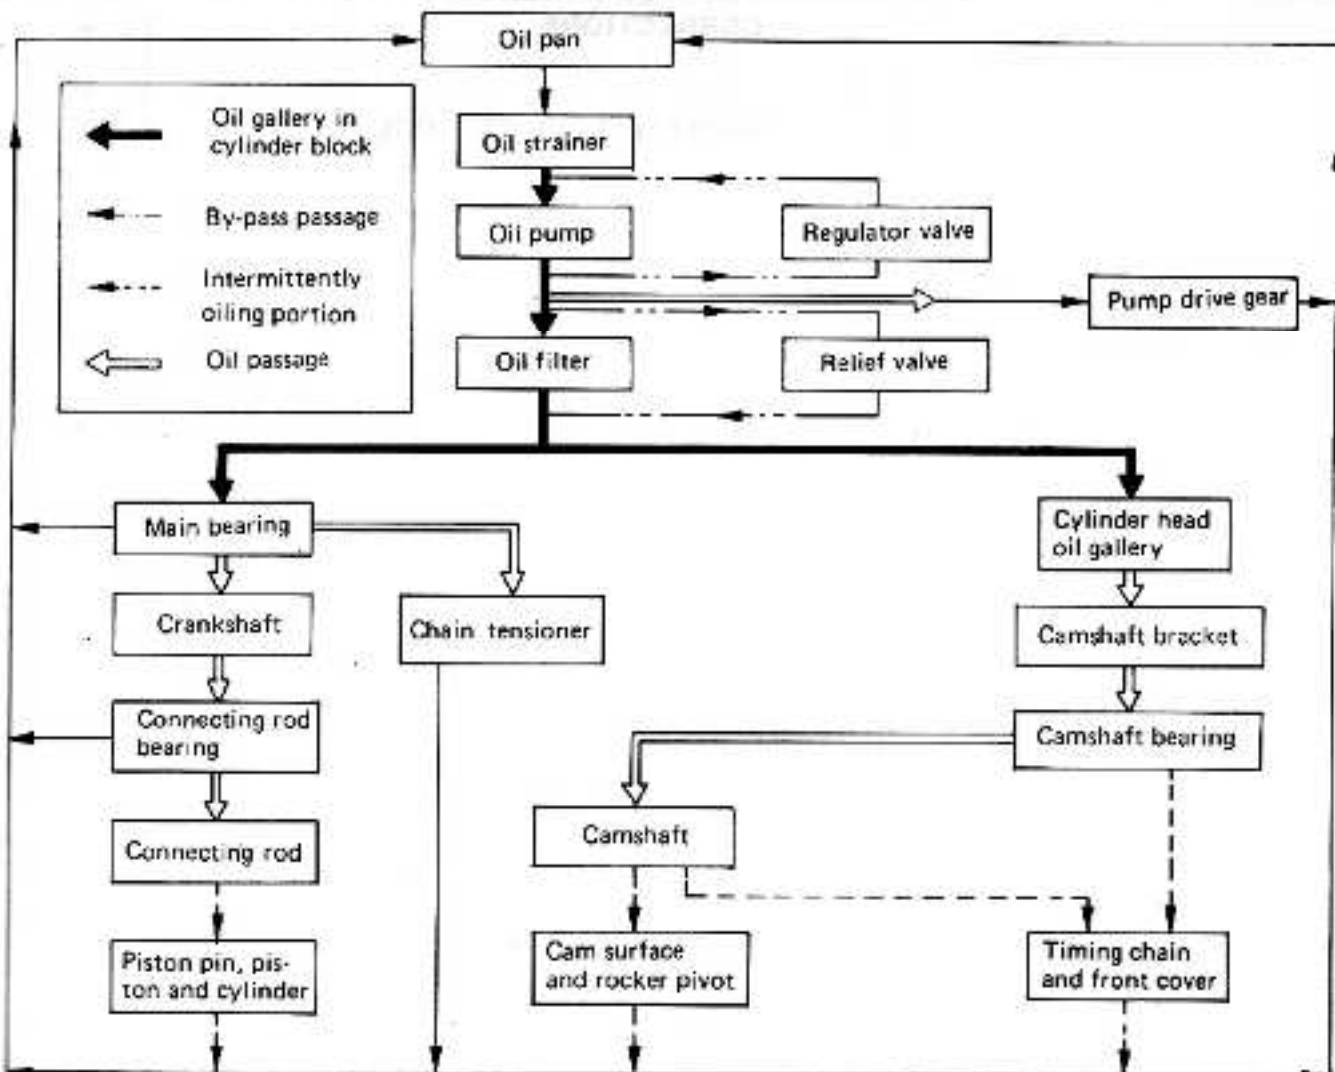 Oil pan
Oil gallery in
cylinder block
By-pass passage
Intermittently
oiling portion
Oil passage
Oil strainer
Oil pump
Regulator valve
Pump drive gear
Oil filter
Relief valve
Main bearing
Cylinder head
oil gallery
Crankshaft
Chain tensioner
Camshaft bracket
Connecting rod
bearing
Camshaft bearing
Connecting rod
Camshaft
Piston pin, pis-
ton and cylinder
Cam surface
and rocker pivot
Timing chain
and front cover